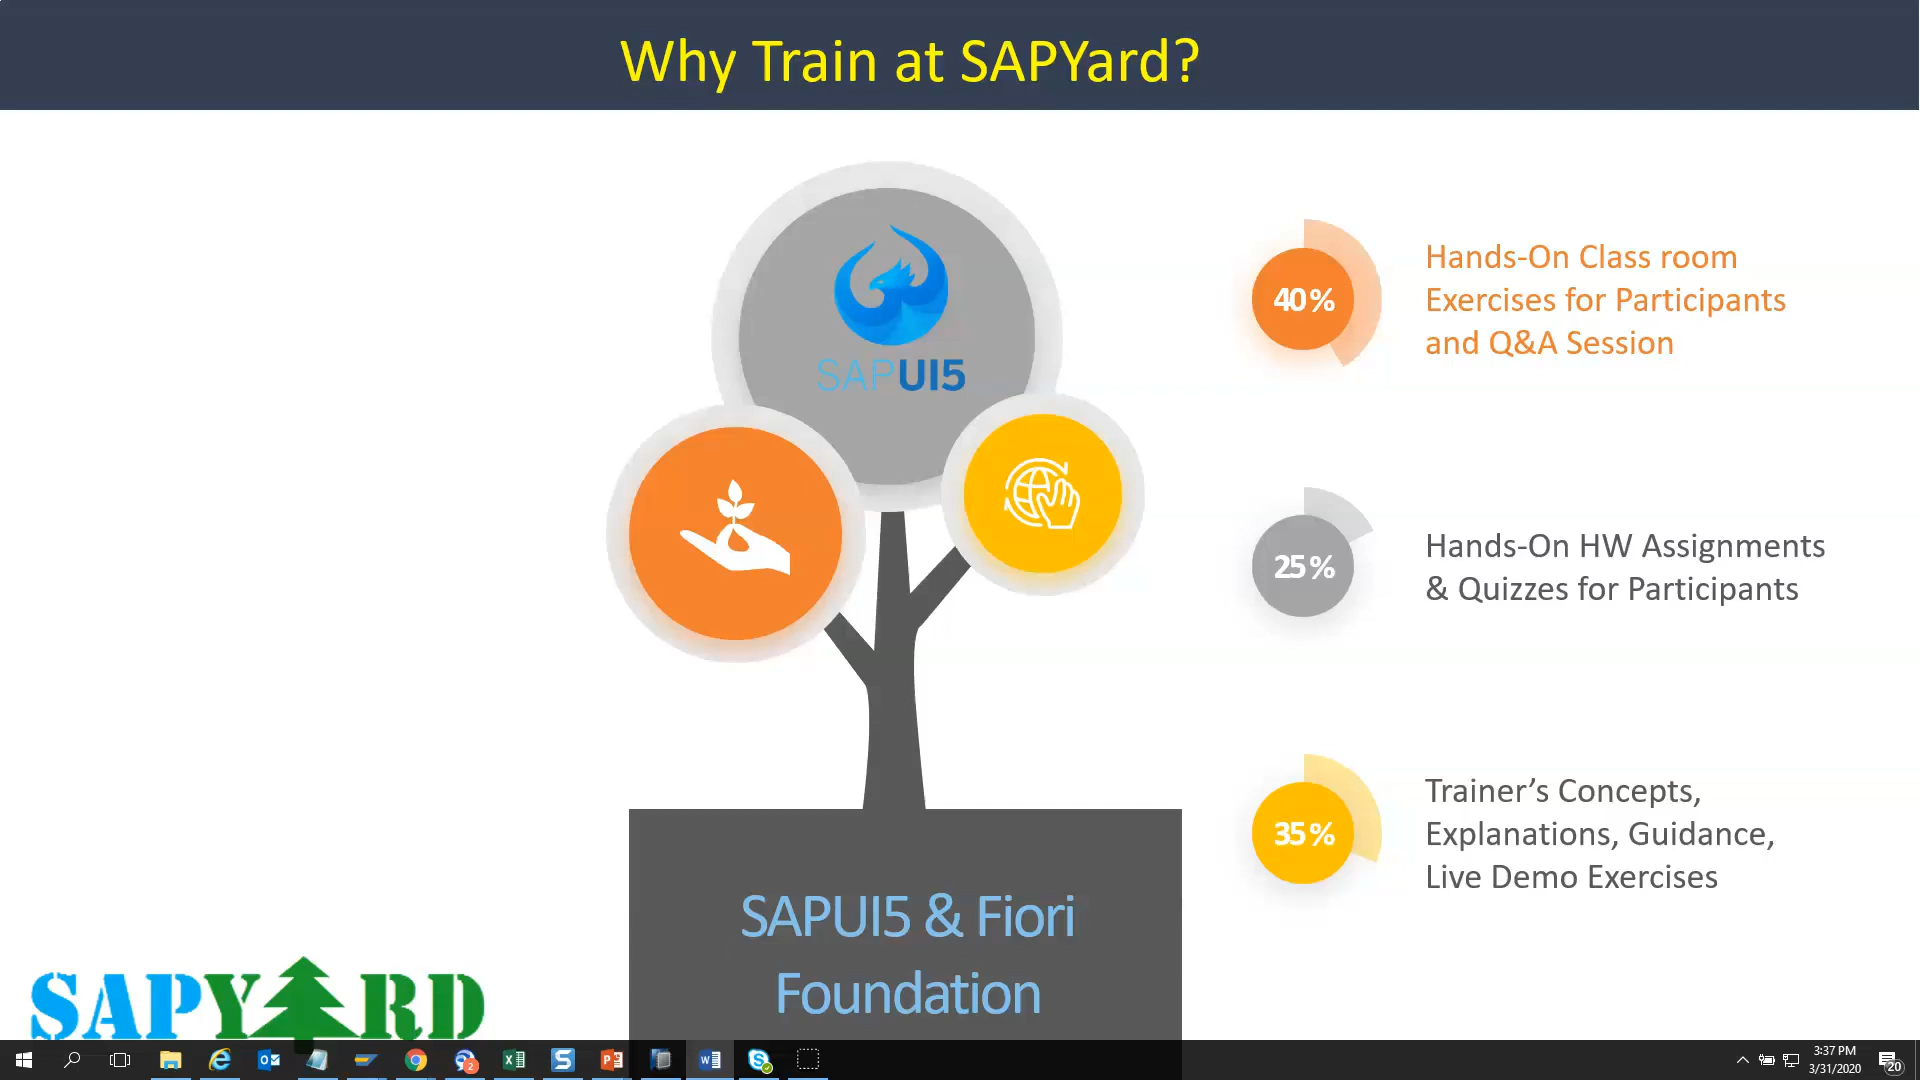 Why Train at SAPYard?
SAPUI5
40%
Hands-On Class room
Exercises for Participants
and Q&A Session
25%
Hands-On HW Assignments
& Quizzes for Participants
35%
Trainer’s Concepts,
Explanations, Guidance,
Live Demo Exercises
SAPUI5 & Fiori
Foundation
SAPYARD
2
3:37 PM
3/31/2020
20